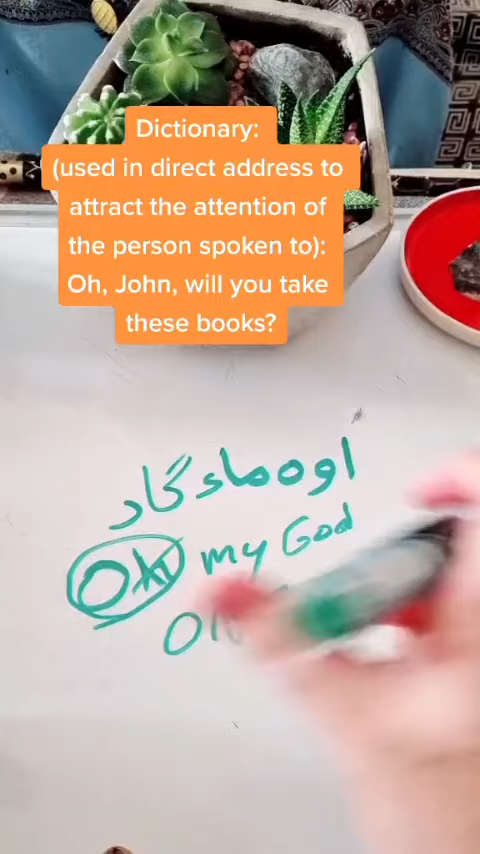 Dictionary:
(used in direct address to
attract the attention of
the person spoken to):
Oh, John, will you take
these books?
اوه ماء گاد
Oh my God